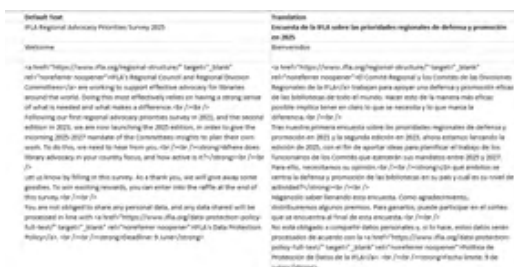 Default Text
IFLA Regional Advocacy Priorities Survey 2025
Welcome
<a href="https://www.ifla.org/regional-structure/" target="_blank"
rel="noreferrer noopener">IFLA's Regional Council and Regional Division
Committees</a> are working to support effective advocacy for libraries
around the world. Doing this most effectively relies on having a strong sense
of what is needed and what makes a difference.<br /><br />
Following our first regional advocacy priorities survey in 2021, and the second
edition in 2023, we are now launching the 2025 edition, in order to give the
incoming 2025-2027 mandate of the Committees insights to plan their own
work. To do this, we need to hear from you.<br /><br /><strong>Where does
library advocacy in your country focus, and how active is it?</strong><br /><br
/>
Let us know by filling in this survey. As a thank you, we will give away some
goodies. To win exciting rewards, you can enter into the raffle at the end of
this survey.<br /><br />
You are not obliged to share any personal data, and any data shared will be
processed in line with <a href="https://www.ifla.org/data-protection-policy-
full-text/" target="_blank" rel="noreferrer noopener">IFLA's Data Protection
Policy</a>. <br /><br /><strong>Deadline: 9 June</strong>
Translation
Encuesta de la IFLA sobre las prioridades regionales de defensa y promoción
en 2025
Bienvenidos
<a href="https://www.ifla.org/regional-structure/" target="_blank"
rel="noreferrer noopener">El Comité Regional y los Comités de las Divisiones
Regionales de la IFLA</a> trabajan para apoyar una defensa y promoción eficaz
de las bibliotecas de todo el mundo. Hacer esto de la manera más eficaz
posible implica tener en claro lo que se necesita y lo que marca la
diferencia.<br /><br />
Tras nuestra primera encuesta sobre las prioridades regionales de defensa y
promoción en 2021 y la segunda edición en 2023, ahora estamos lanzando la
edición de 2025, con el fin de aportar ideas para planificar el trabajo de los
funcionarios de los Comités que ejercerán sus mandatos entre 2025 y 2027.
Para ello, necesitamos su opinión.<br /><br /><strong>¿En qué ámbitos se
centra la defensa y promoción de las bibliotecas en su país y cuál es su nivel de
actividad?</strong><br /><br />
Háganoslo saber llenando esta encuesta. Como agradecimiento,
distribuiremos algunos premios. Para ganarlos, puede participar en el sorteo
que se encuentra al final de esta encuesta.<br /><br />
No está obligado a compartir datos personales y, si lo hace, estos datos serán
procesados de acuerdo con la <a href="https://www.ifla.org/data-protection-
policy-full-text/" target="_blank" rel="noreferrer noopener">Política de
Protección de Datos de la IFLA</a>. <br /><br /><strong>Fecha límite: 9 de